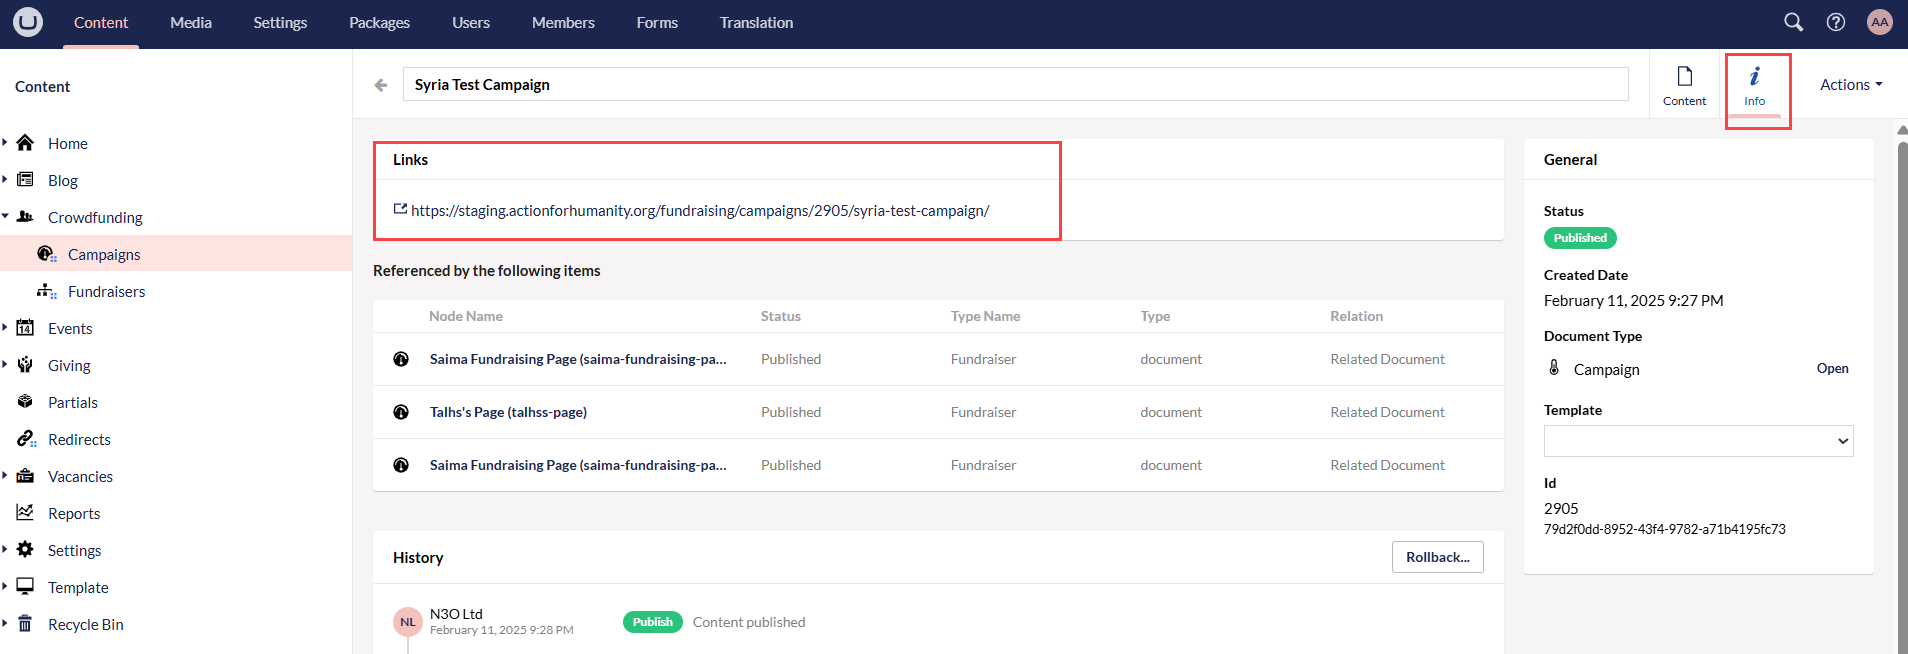 Content Media Settings Packages Users Members Forms Translation AA
Content
Home
Blog
Crowdfunding
Campaigns
Fundraisers
14 Events
Giving
Partials
Redirects
Vacancies
Reports
Settings
Template
Recycle Bin
Syria Test Campaign
Content
Info
Actions
Links
https://staging.actionforhumanity.org/fundraising/campaigns/2905/syria-test-campaign/
Referenced by the following items
Node Name Status Type Name Type Relation
Saima Fundraising Page (saima-fundraising-pa... Published Fundraiser document Related Document
Talhs's Page (talhss-page) Published Fundraiser document Related Document
Saima Fundraising Page (saima-fundraising-pa... Published Fundraiser document Related Document
History Rollback...
NL N3O Ltd Publish Content published
February 11, 2025 9:28 PM
General
Status
Published
Created Date
February 11, 2025 9:27 PM
Document Type
Campaign Open
Template
Id
2905
79d2f0dd-8952-43f4-9782-a71b4195fc73